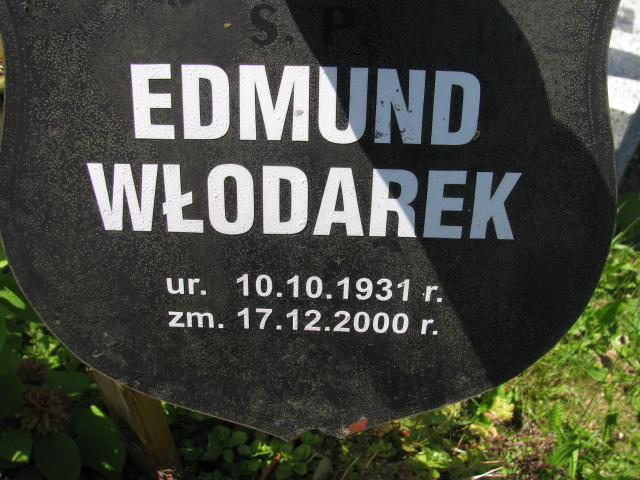 S. P.
EDMUND
WŁODAREK
ur. 10.10.1931 r.
zm. 17.12.2000 r.